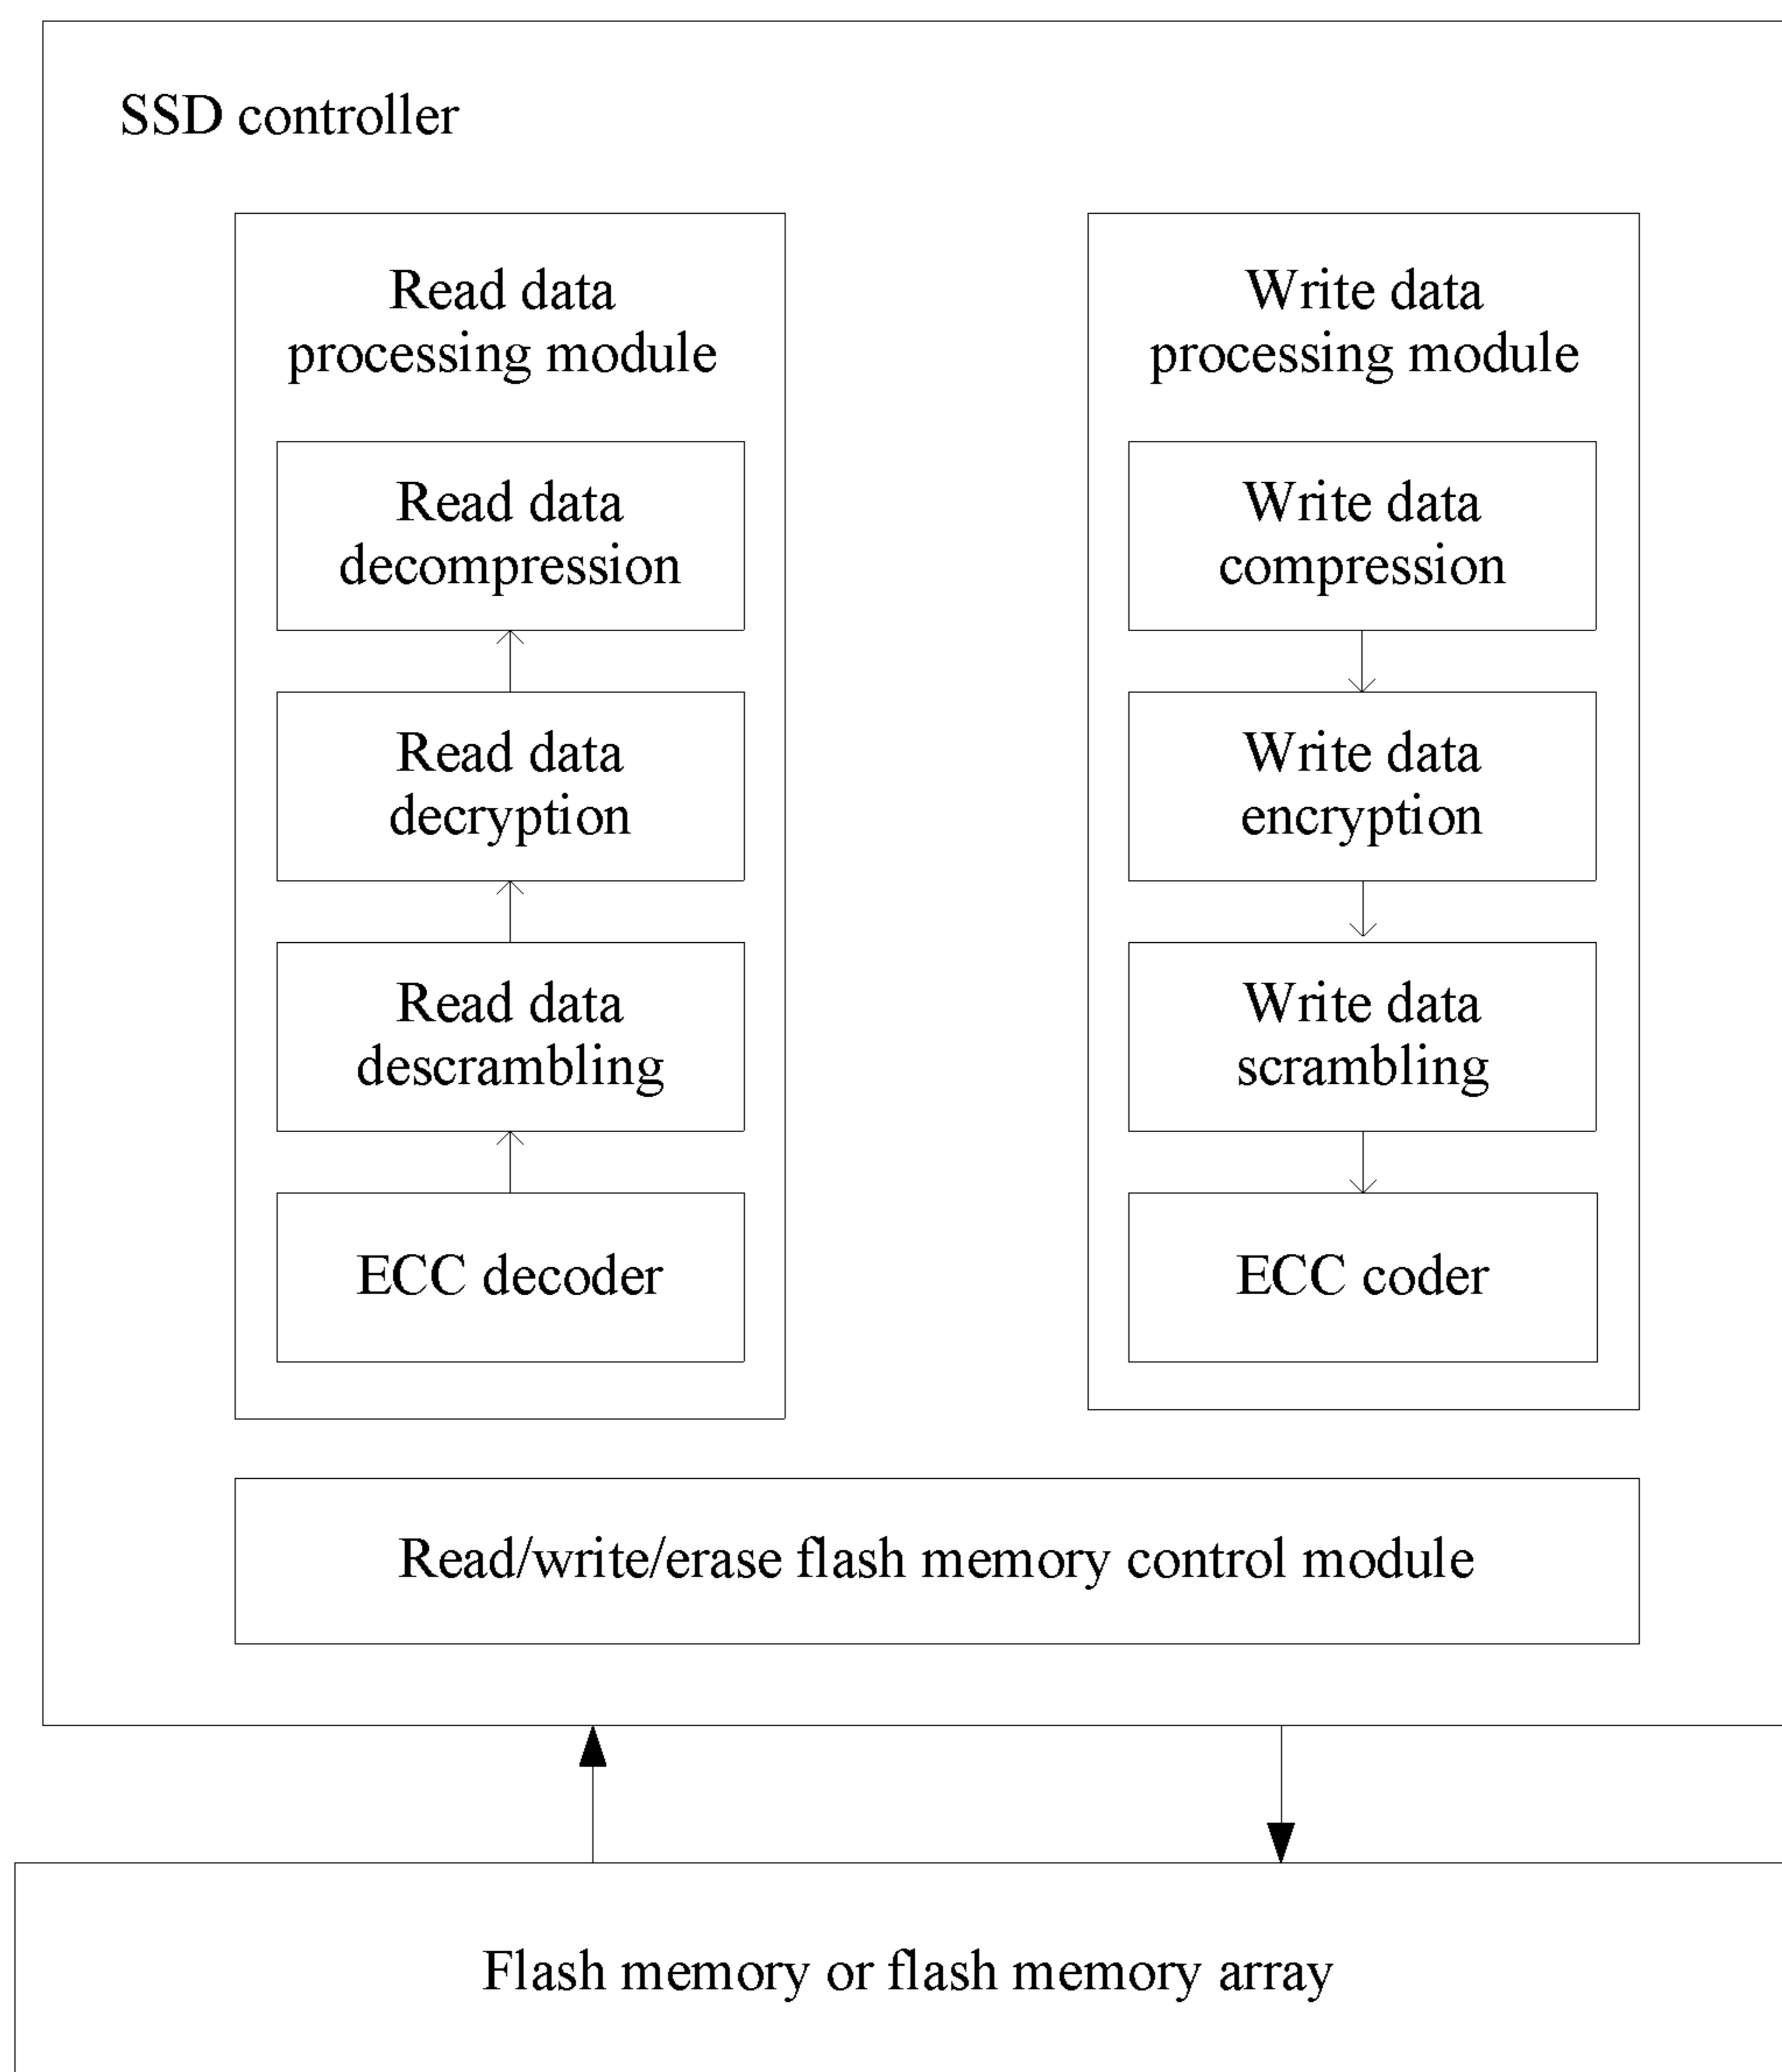 SSD controller
Read data
processing module
Read data
decompression
Read data
decryption
Read data
descrambling
ECC decoder
Write data
processing module
Write data
compression
Write data
encryption
Write data
scrambling
ECC coder
Read/write/erase flash memory control module
Flash memory or flash memory array